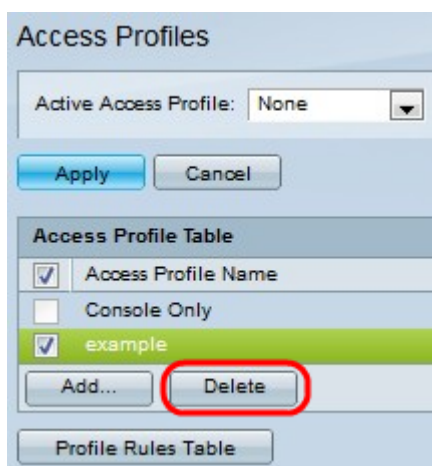 Access Profiles
Active Access Profile: None
Apply Cancel
Access Profile Table
Access Profile Name
Console Only
example
Add... Delete
Profile Rules Table